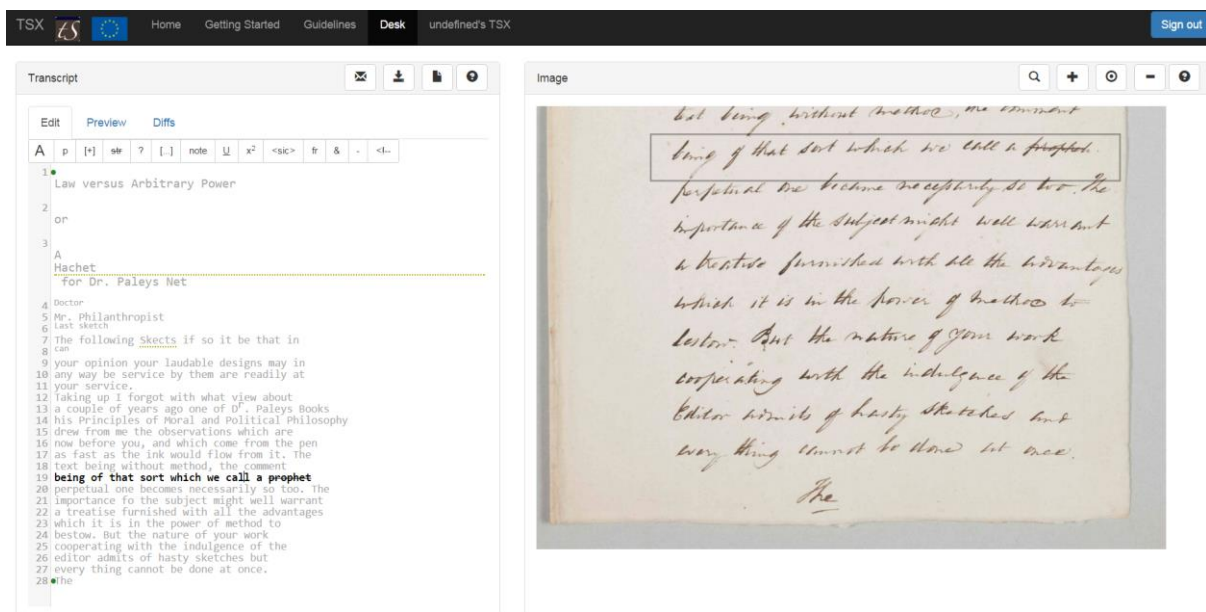 TSX tS Home Getting Started Guidelines Desk undefined's TSX Sign out
Transcript
Edit Preview Diffs
A p [+] str ? [...] note U x² <sic> fr & - <!--
1
Law versus Arbitrary Power
2
or
3
A
Hachet
for Dr. Paleys Net
4 Doctor
5 Mr. Philanthropist
6 Last sketch
7 The following Skects if so it be that in
8 can
9 your opinion your laudable designs may in
10 any way be service by them are readily at
11 your service.
12 Taking up I forgot with what view about
13 a couple of years ago one of Dr. Paleys Books
14 his Principles of Moral and Political Philosophy
15 drew from me the observations which are
16 now before you, and which come from the pen
17 as fast as the ink would flow from it. The
18 text being without method, the comment
19 being of that sort which we call a prophet
20 perpetual one becomes necessarily so too. The
21 importance fo the subject might well warrant
22 a treatise furnished with all the advantages
23 which it is in the power of method to
24 bestow. But the nature of your work
25 cooperating with the indulgence of the
26 editor admits of hasty sketches but
27 every thing cannot be done at once.
28 The
Image
text being without method, the comment
being of that sort which we call a
perpetual one became necessarily so too. The
importance of the subject might well warrant
a treatise furnished with all the advantages
which it is in the power of method to
bestow. But the nature of your work
cooperating with the indulgence of the
Editor admits of hasty sketches and
every thing cannot be done at once.
The